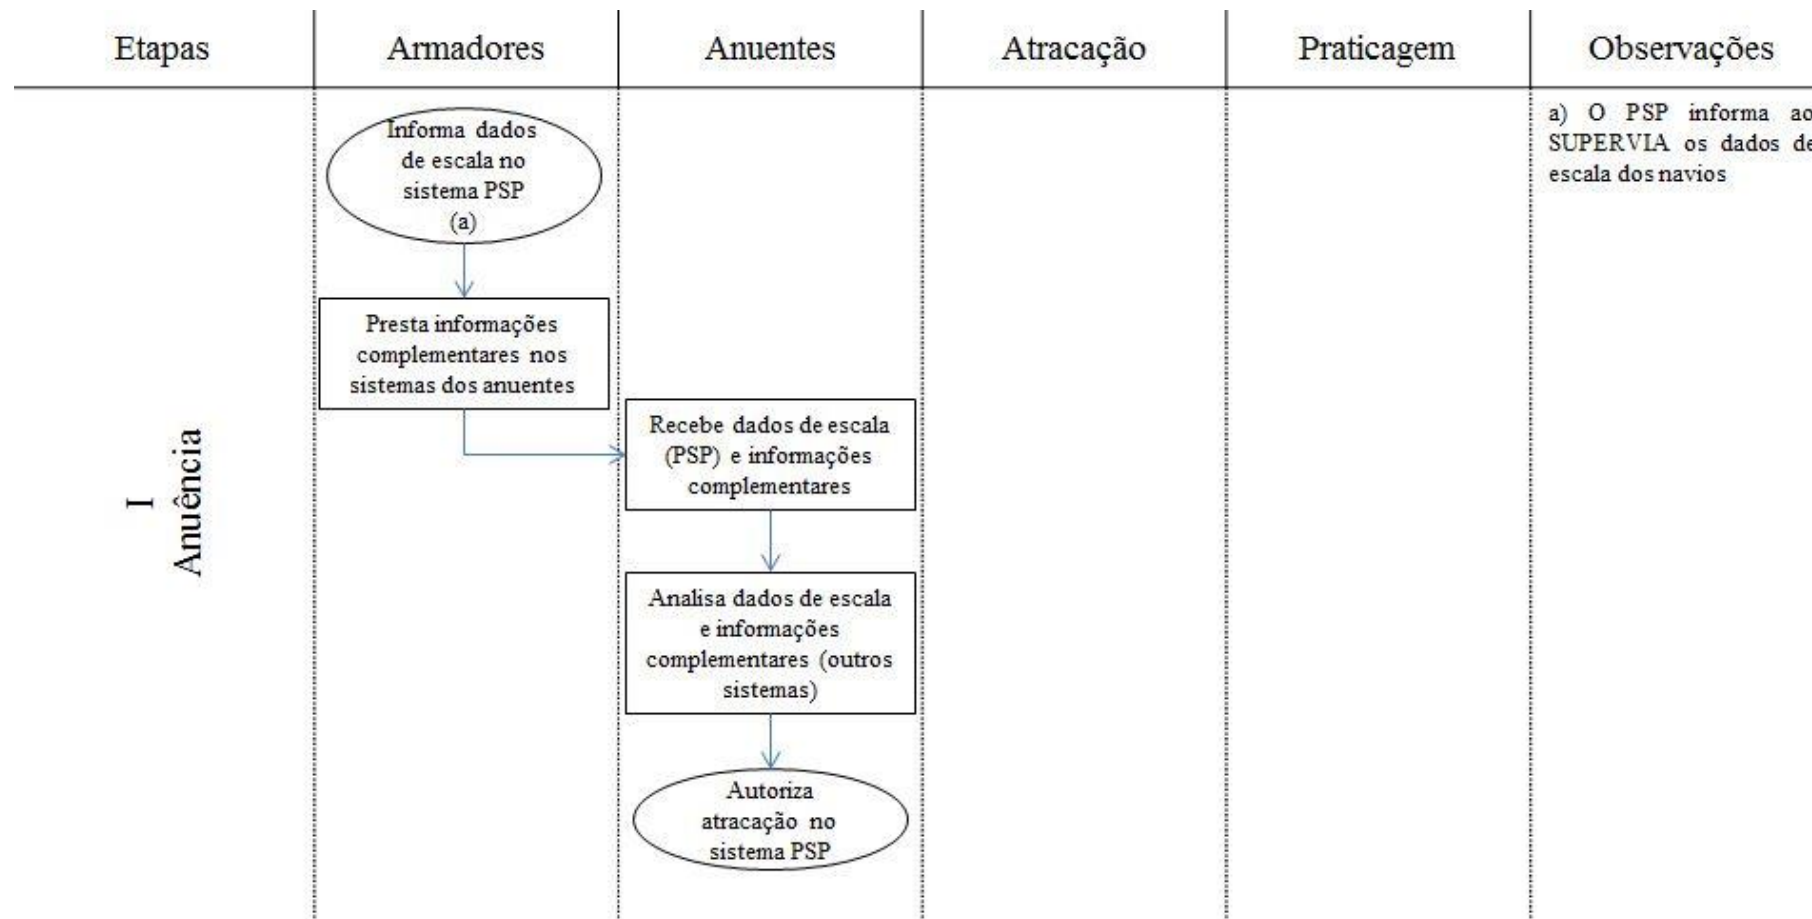 Etapas
Armadores
Anuentes
Atracação
Praticagem
Observações
I
Anuência
Informa dados
de escala no
sistema PSP
(a)
Presta informações
complementares nos
sistemas dos anuentes
Recebe dados de escala
(PSP) e informações
complementares
Analisa dados de escala
e informações
complementares (outros
sistemas)
Autoriza
atracação no
sistema PSP
a) O PSP informa ao
SUPERVIA os dados de
escala dos navios